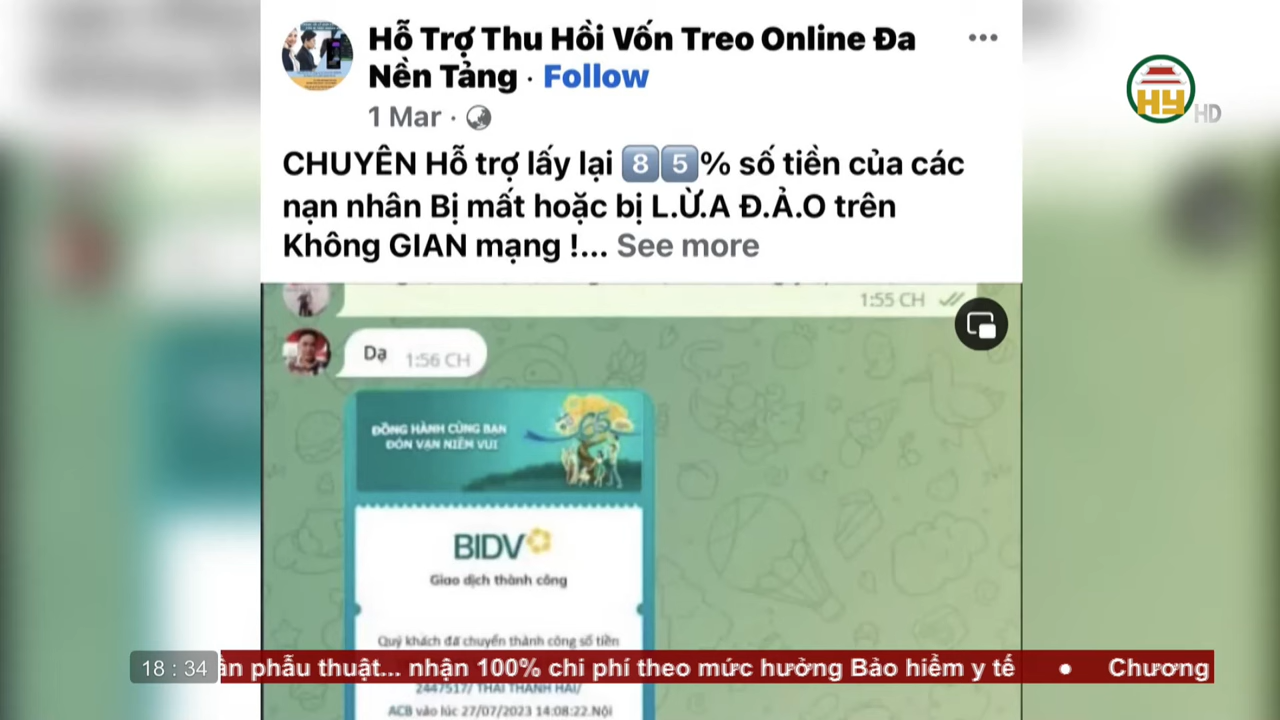 Hỗ Trợ Thu Hồi Vốn Treo Online Đa
Nền Tảng · Follow
1 Mar ·
HY HD
CHUYÊN Hỗ trợ lấy lại 85% số tiền của các
nạn nhân Bị mất hoặc bị L.Ừ.A Đ.Ả.O trên
Không GIAN mạng !... See more
1:55 CH
Dạ 1:56 CH
ĐỒNG HÀNH CÙNG BẠN
ĐÓN VẠN NIỀM VUI
65
BIDV
Giao dịch thành công
Quý khách đã chuyển thành công số tiền
18 : 34
phẫu thuật... nhận 100% chi phí theo mức hưởng Bảo hiểm y tế • Chương
2447517/ THAI THANH HAI/
ACB vào lúc 27/07/2023 14:08:22.Nội